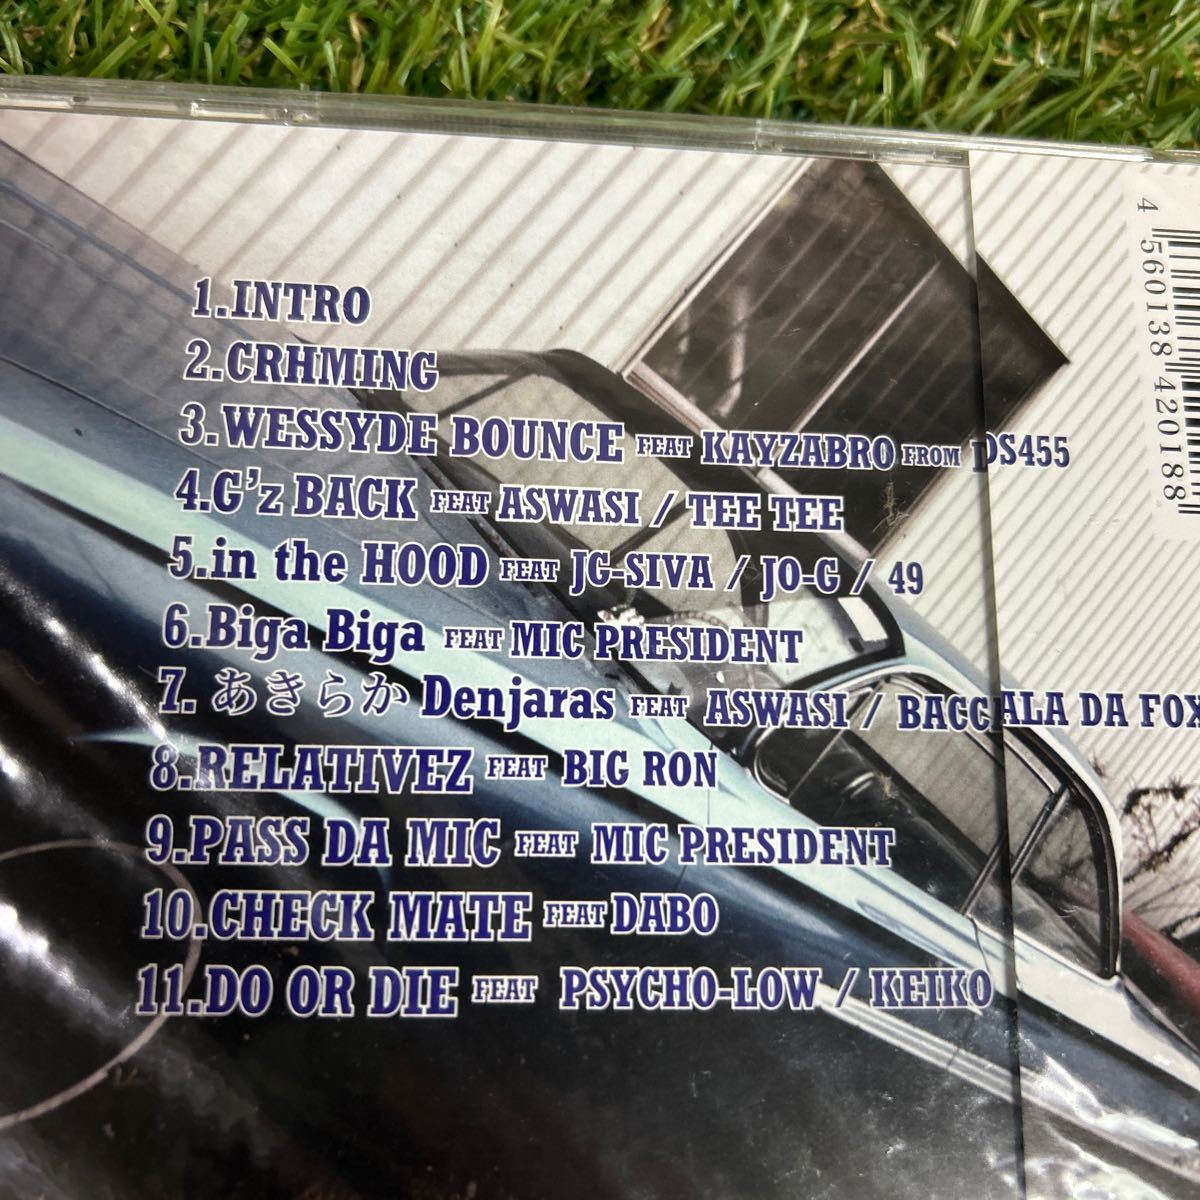 1.INTRO
2.CRHMING
3.WESSYDE BOUNCE FEAT KAYZABRO FROM DS455
4.G'z BACK FEAT ASWASI / TEE TEE
5.in the HOOD FEAT JG-SIVA / JO-G / 49
6.Biga Biga FEAT MIC PRESIDENT
7. あきらか Denjaras FEAT ASWASI / BACCALA DA FOX
8.RELATIVEZ FEAT BIG RON
9.PASS DA MIC FEAT MIC PRESIDENT
10.CHECK MATE FEAT DABO
11.DO OR DIE FEAT PSYCHO-LOW / KEIKO
4 560138 420188